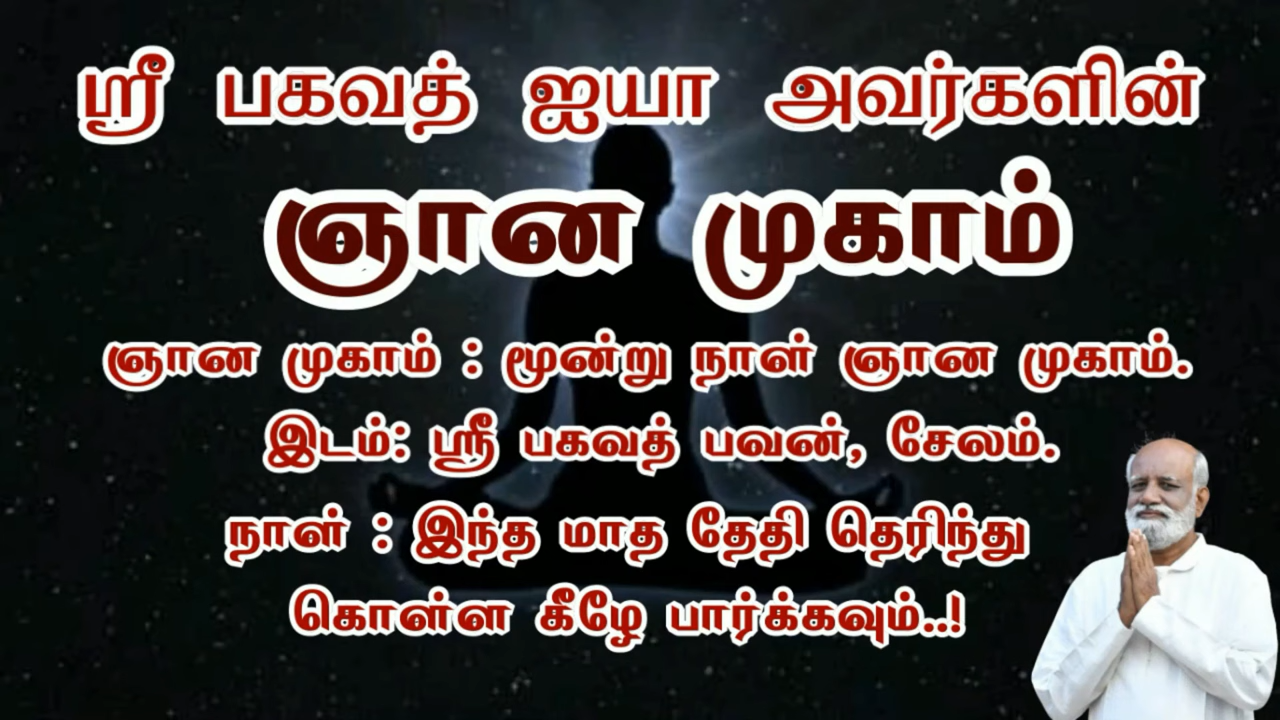 ஸ்ரீ பகவத் ஐயா அவர்களின்
ஞான முகாம்
ஞான முகாம் : மூன்று நாள் ஞான முகாம்.
இடம்: ஸ்ரீ பகவத் பவன், சேலம்.
நாள் : இந்த மாத தேதி தெரிந்து
கொள்ள கீழே பார்க்கவும்..!